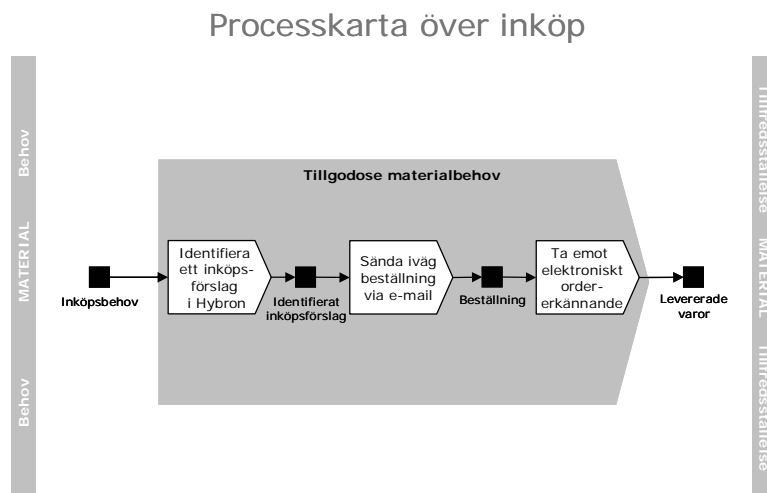 Processkarta över inköp
Behov
MATERIAL
Behov
Tillgodose materialbehov
Inköpsbehov
Identifiera
ett inköps-
förslag
i Hybron
Identifierat
inköpsförslag
Sända iväg
beställning
via e-mail
Beställning
Ta emot
elektroniskt
order-
erkännande
Levererade
varor
Tillfredsställelse
MATERIAL
Tillfredsställelse